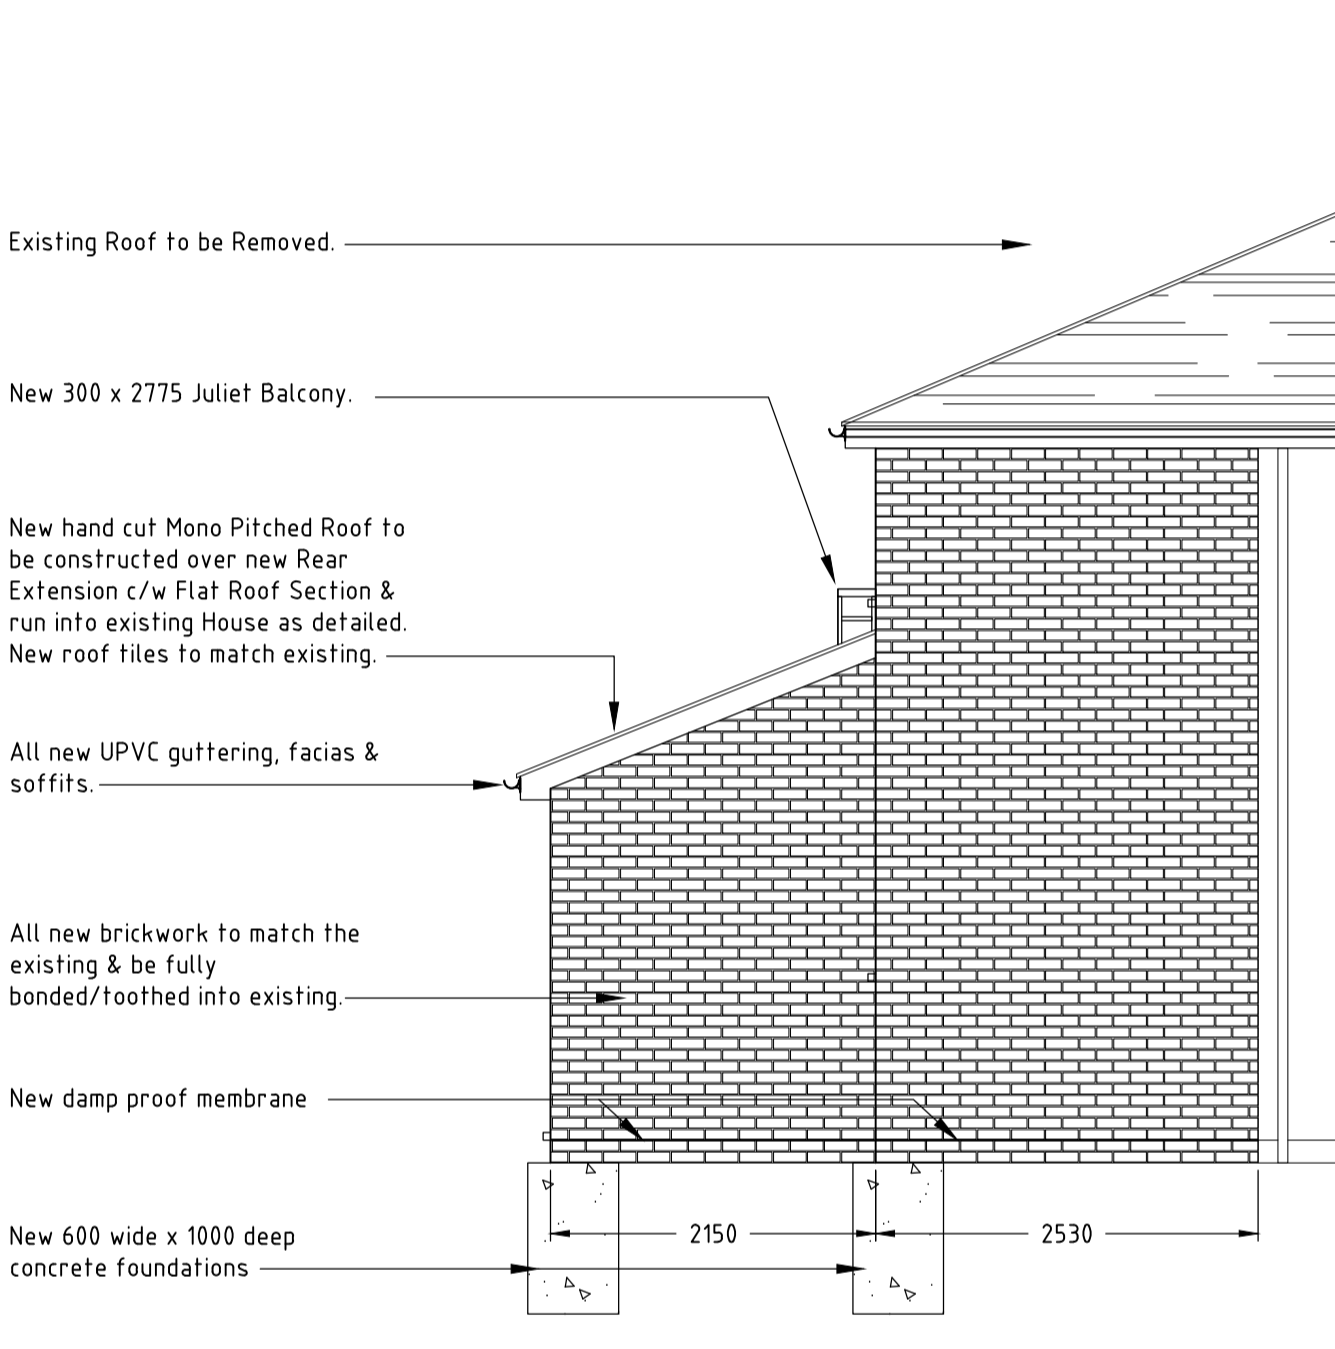 Existing Roof to be Removed.
New 300 x 2775 Juliet Balcony.
New hand cut Mono Pitched Roof to
be constructed over new Rear
Extension c/w Flat Roof Section &
run into existing House as detailed.
New roof tiles to match existing.
All new UPVC guttering, facias &
soffits.
All new brickwork to match the
existing & be fully
bonded/toothed into existing.
New damp proof membrane
2150
2530
New 600 wide x 1000 deep
concrete foundations